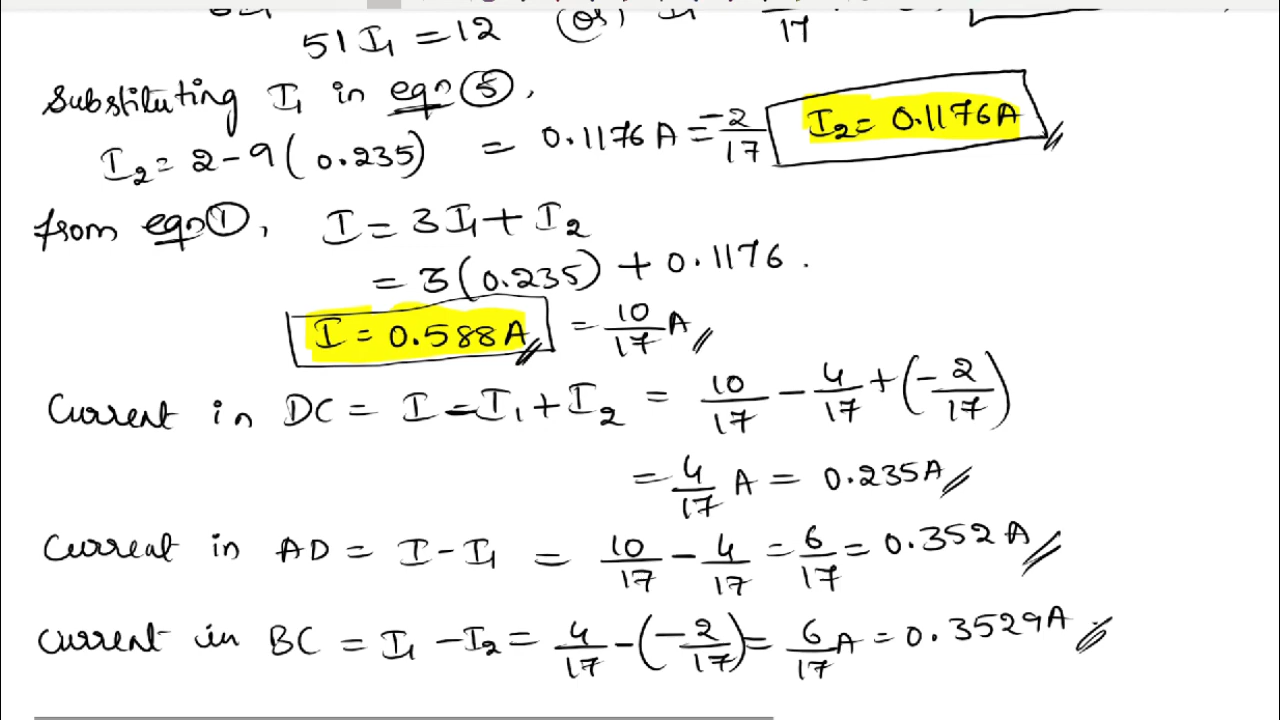 51 I₁ = 12 (or) I₁ 17
Substituting I₁ in eqn ⑤,
I₂ = 2 - 9 (0.235) = 0.1176 A = -2/17 I₂ = 0.1176A
from eqn ①, I = 3I₁ + I₂
= 3 (0.235) + 0.1176 .
I = 0.588A = 10/17 A
Current in DC = I - I₁ + I₂ = 10/17 - 4/17 + (-2/17)
= 4/17 A = 0.235A
Current in AD = I - I₁ = 10/17 - 4/17 = 6/17 = 0.352 A
Current in BC = I₁ - I₂ = 4/17 - (-2/17) = 6/17 A = 0.3529A